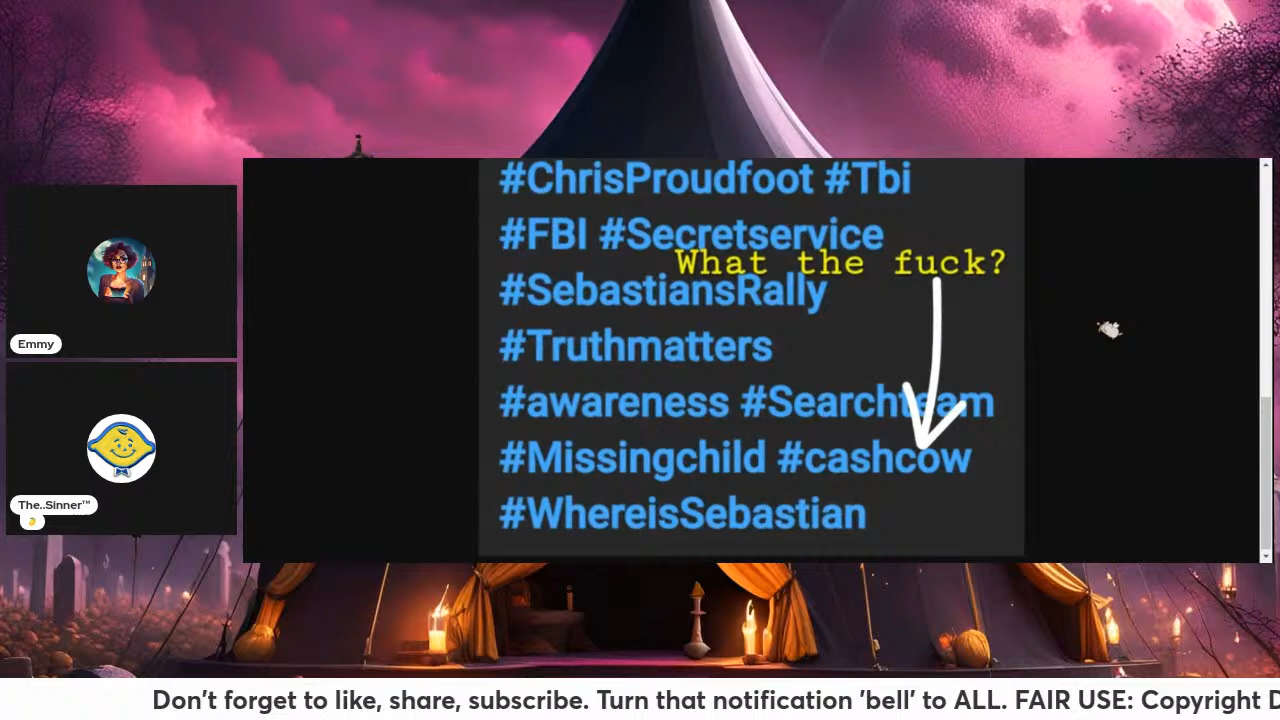 #ChrisProudfoot #Tbi
#FBI #Secretservice
What the fuck?
#SebastiansRally
#Truthmatters
#awareness #Searchteam
#Missingchild #cashcow
#WhereisSebastian
Emmy
The..Sinner™
Don't forget to like, share, subscribe. Turn that notification 'bell' to ALL. FAIR USE: Copyright D